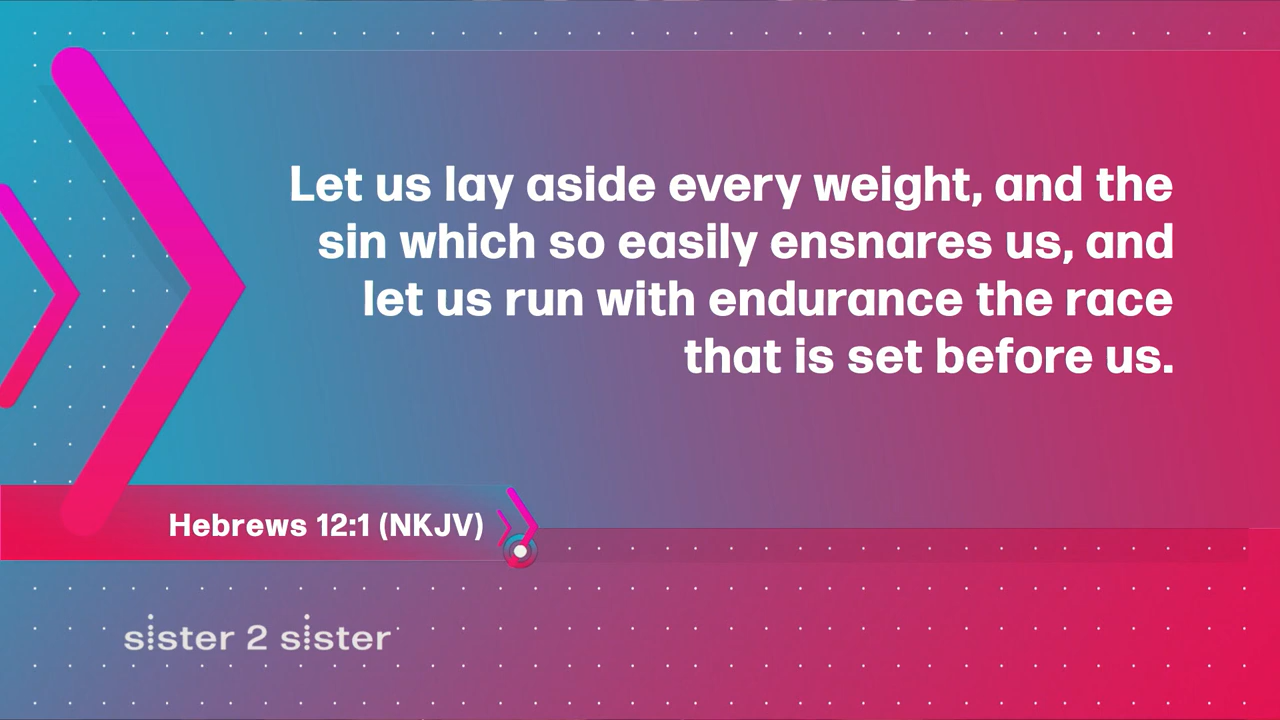 Let us lay aside every weight, and the
sin which so easily ensnares us, and
let us run with endurance the race
that is set before us.
Hebrews 12:1 (NKJV)
sister 2 sister